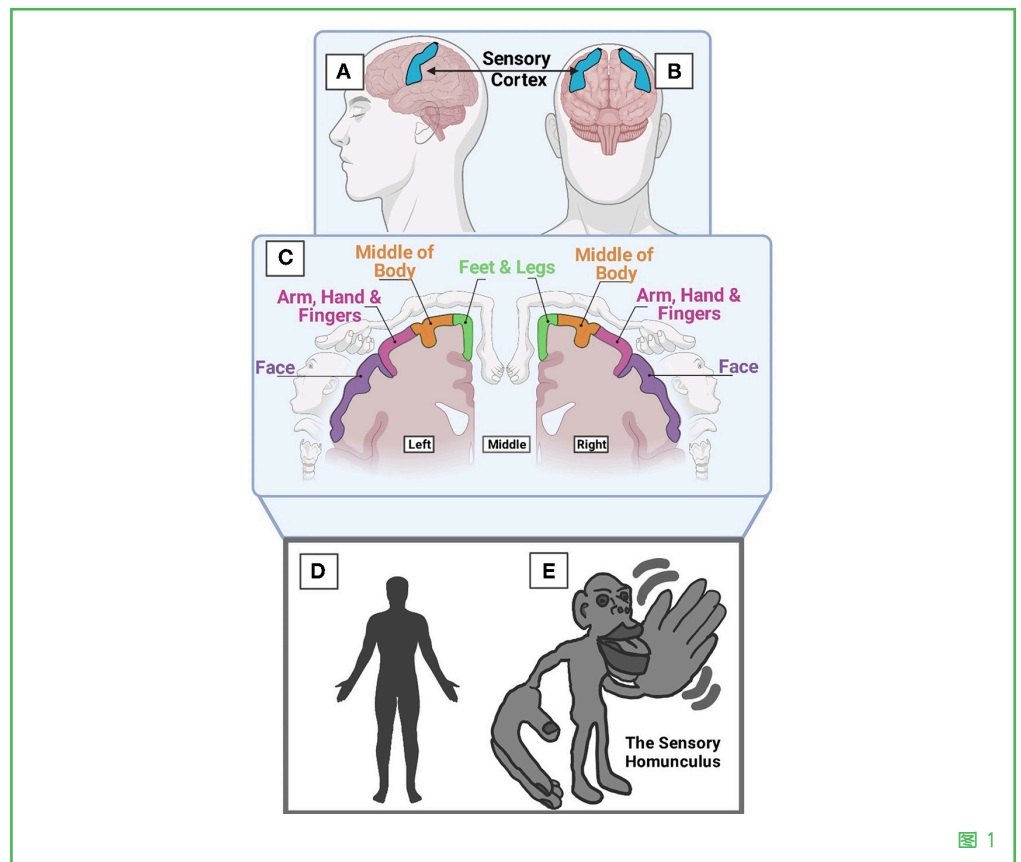 A
Sensory
Cortex
B
C
Middle of
Body
Feet & Legs
Middle of
Body
Arm, Hand &
Fingers
Arm, Hand &
Fingers
Face
Face
Left
Middle
Right
D
E
The Sensory
Homunculus
图 1